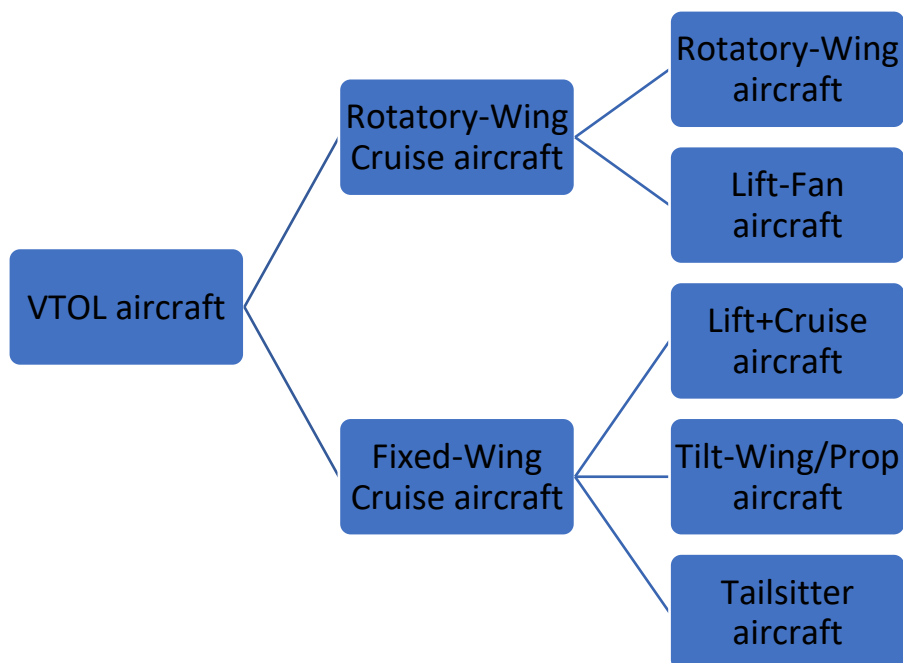 VTOL aircraft
Rotatory-Wing
Cruise aircraft
Rotatory-Wing
aircraft
Lift-Fan
aircraft
Fixed-Wing
Cruise aircraft
Lift+Cruise
aircraft
Tilt-Wing/Prop
aircraft
Tailsitter
aircraft